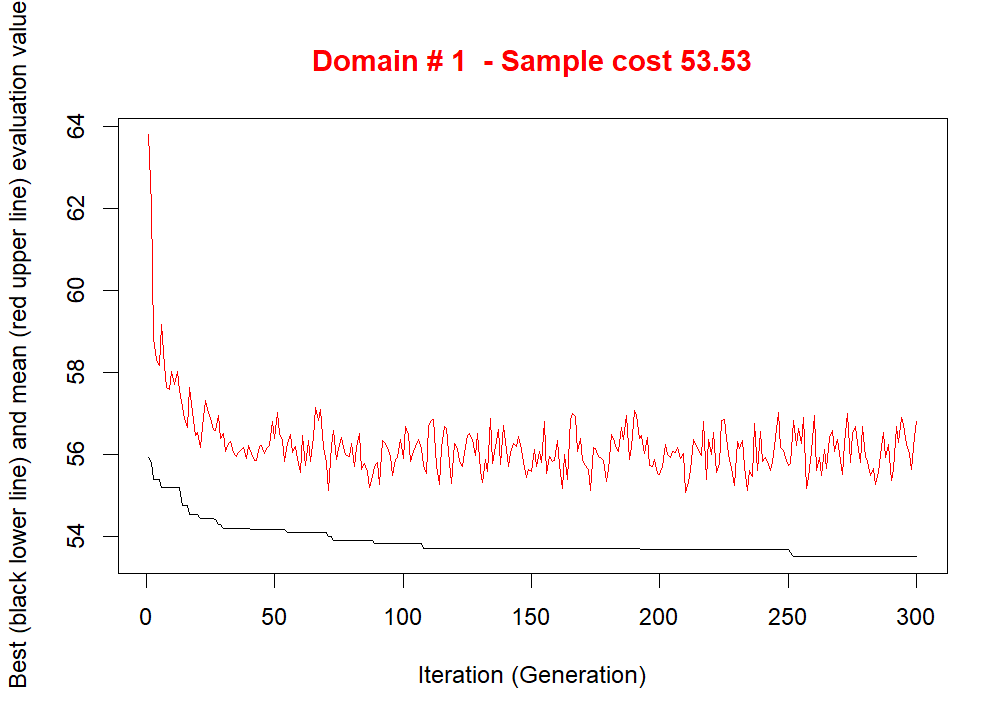 Domain # 1  - Sample cost 53.53
Best (black lower line) and mean (red upper line) evaluation value
64
62
60
58
56
54
0 50 100 150 200 250 300
Iteration (Generation)